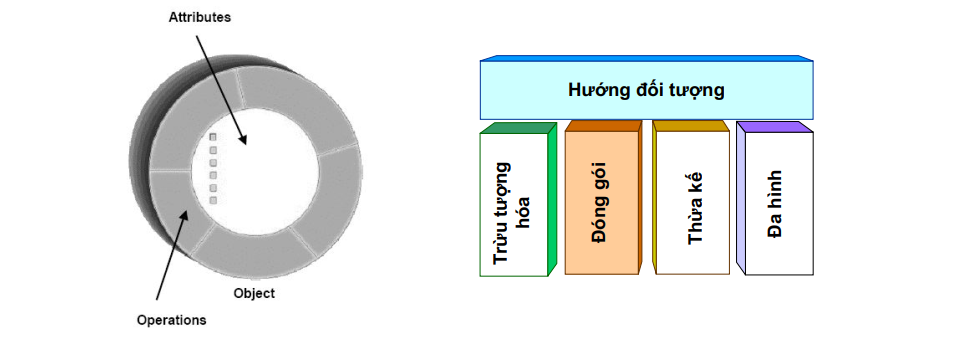 Attributes
Operations
Object
Hướng đối tượng
Trừu tượng
hóa
Đóng gói
Thừa kế
Đa hình